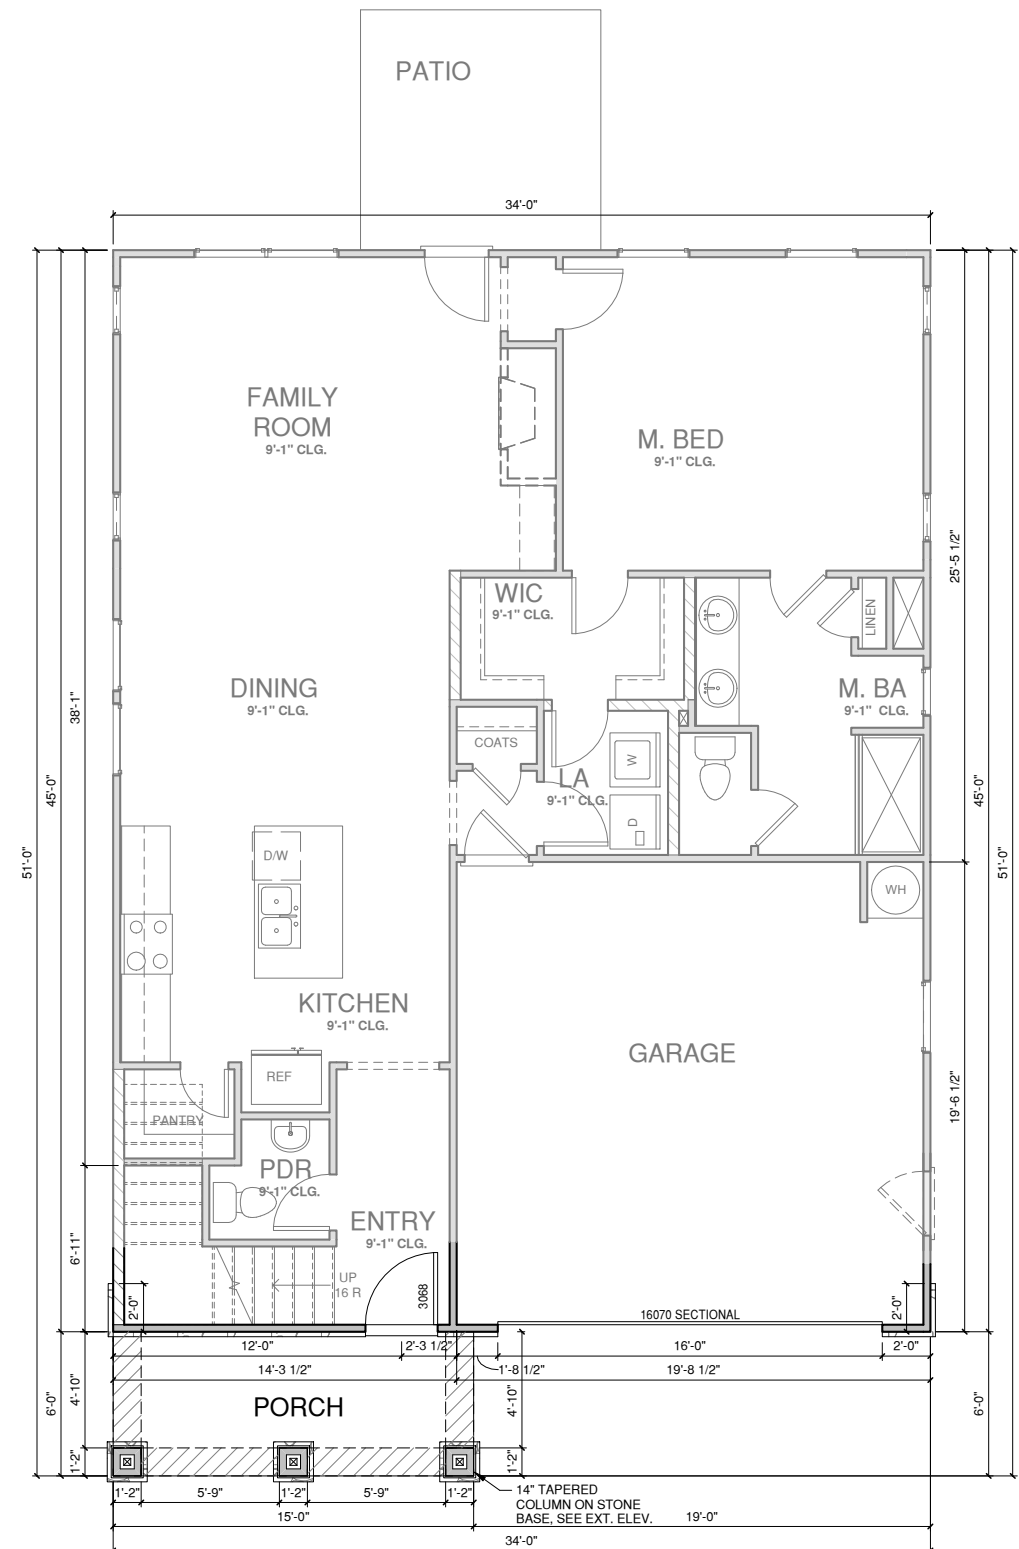 PATIO
34'-0"
FAMILY
ROOM
9'-1" CLG.
M. BED
9'-1" CLG.
25'-5 1/2"
WIC
9'-1" CLG.
LINEN
DINING
9'-1" CLG.
M. BA
9'-1" CLG.
38'-1"
COATS
W
LA
9'-1" CLG.
45'-0"
45'-0"
D
D/W
51'-0"
51'-0"
WH
KITCHEN
9'-1" CLG.
GARAGE
REF
19'-6 1/2"
PANTRY
PDR
9'-1" CLG.
ENTRY
9'-1" CLG.
6'-11"
UP
16 R
3068
2'-0"
2'-0"
16070 SECTIONAL
12'-0"
2'-3 1/2"
16'-0"
2'-0"
14'-3 1/2"
1'-8 1/2"
19'-8 1/2"
6'-0"
4'-10"
PORCH
4'-10"
6'-0"
1'-2"
1'-2"
1'-2"
5'-9"
1'-2"
5'-9"
1'-2"
14" TAPERED
COLUMN ON STONE
BASE, SEE EXT. ELEV.
15'-0"
19'-0"
34'-0"